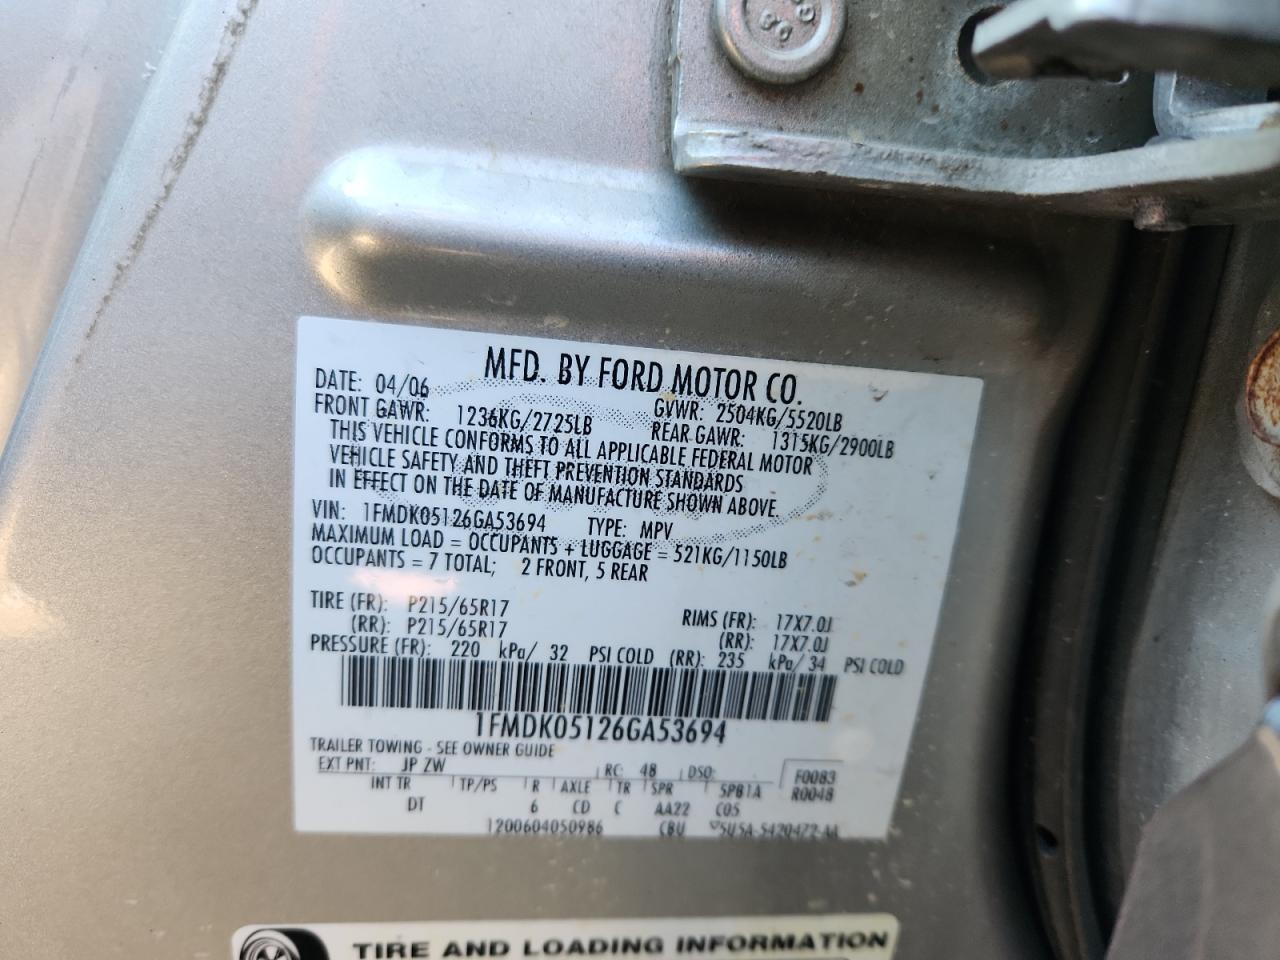 MFD. BY FORD MOTOR CO.
DATE: 04/06 GVWR: 2504KG/5520LB
FRONT GAWR: 1236KG/2725LB REAR GAWR: 1315KG/2900LB
THIS VEHICLE CONFORMS TO ALL APPLICABLE FEDERAL MOTOR
VEHICLE SAFETY AND THEFT PREVENTION STANDARDS
IN EFFECT ON THE DATE OF MANUFACTURE SHOWN ABOVE.
VIN: 1FMDK05126GA53694 TYPE: MPV
MAXIMUM LOAD = OCCUPANTS + LUGGAGE = 521KG/1150LB
OCCUPANTS = 7 TOTAL; 2 FRONT, 5 REAR
TIRE (FR): P215/65R17 RIMS (FR): 17X7.0J
(RR): P215/65R17 (RR): 17X7.0J
PRESSURE (FR): 220 kPa/ 32 PSI COLD (RR): 235 kPa/ 34 PSI COLD
1FMDK05126GA53694
TRAILER TOWING - SEE OWNER GUIDE
EXT PNT: JP ZW RC: 48 DSO: F0083
INT TR TP/PS R AXLE TR SPR 5P81A R0048
DT 6 CD C AA22 C05
1200604050986 CBU 5U5A-5420472-AA
TIRE AND LOADING INFORMATION